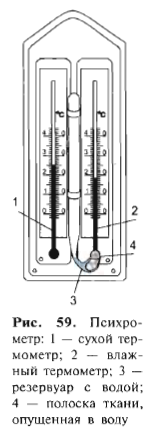 1
2
4
3
Рис. 59. Психро-
метр: 1 — сухой тер-
мометр; 2 — влаж-
ный термометр; 3 —
резервуар с водой;
4 — полоска ткани,
опущенная в воду